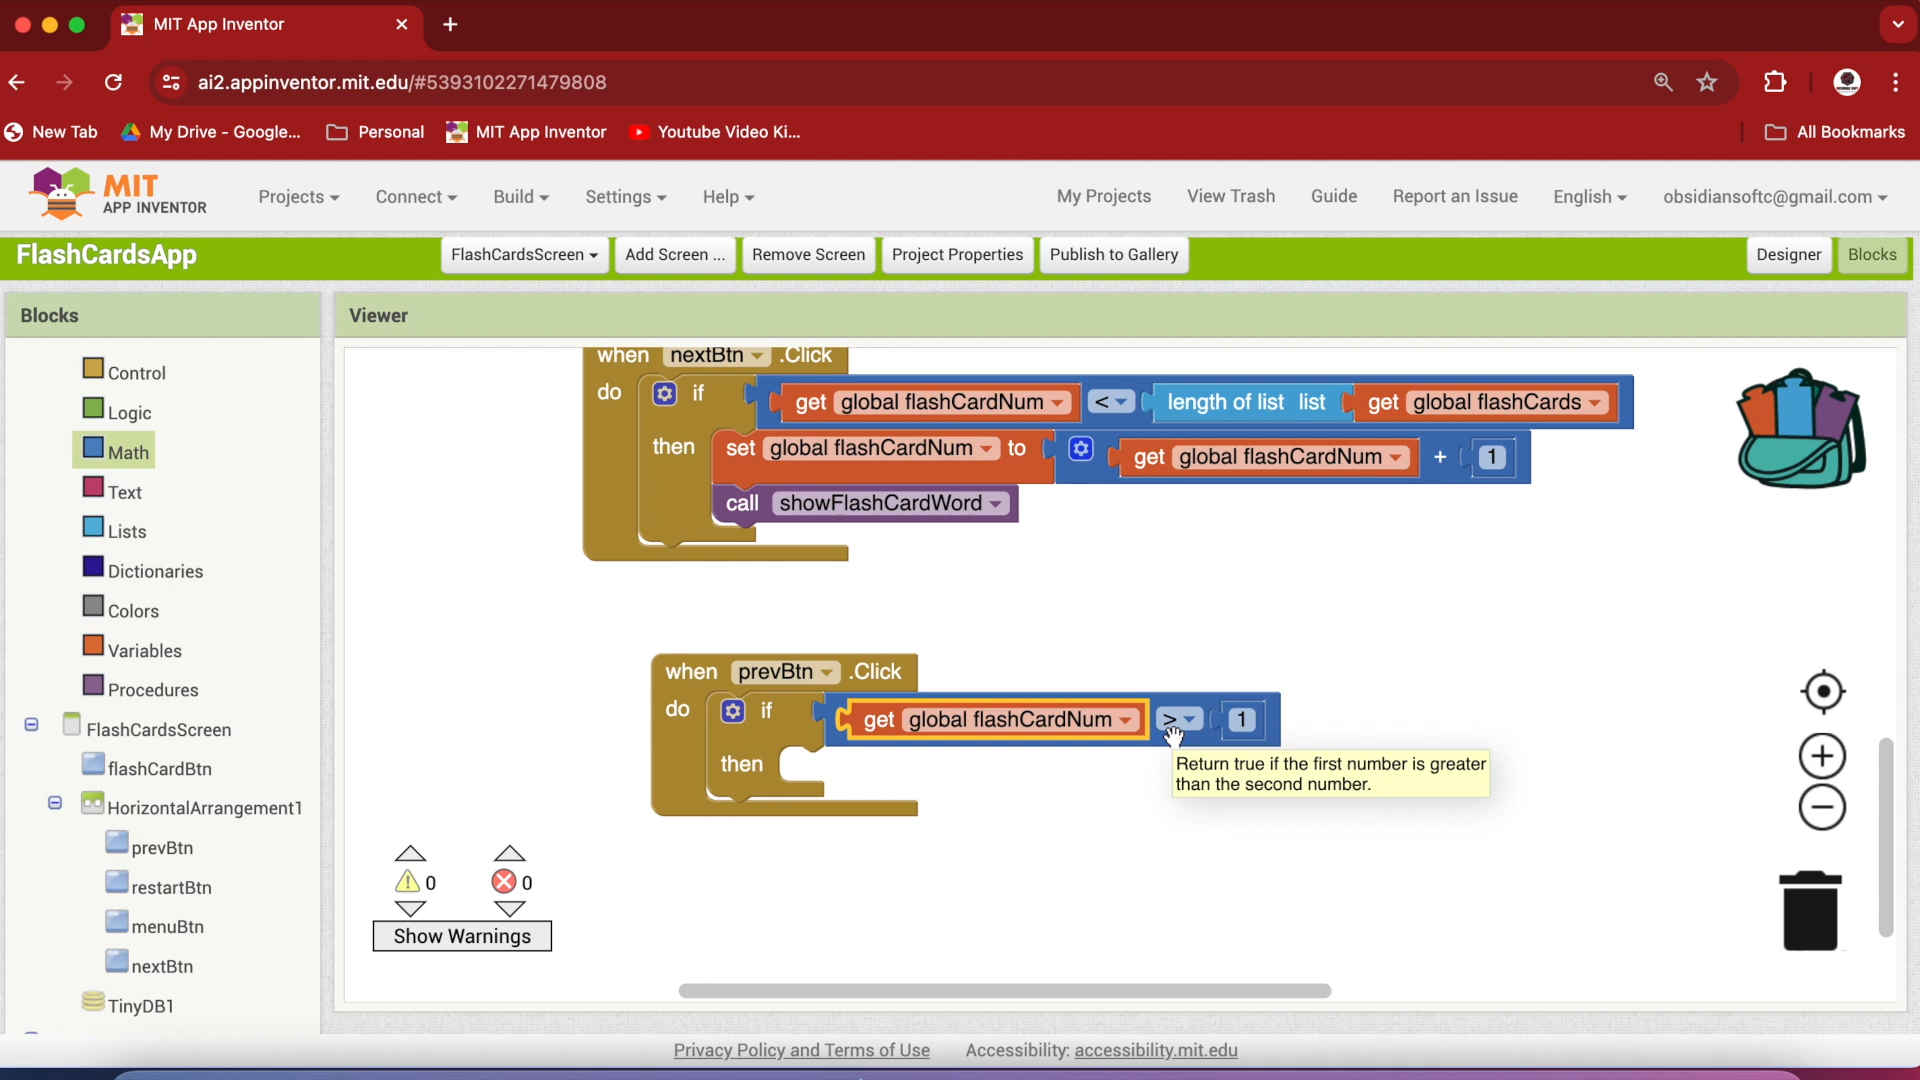 MIT App Inventor
ai2.appinventor.mit.edu/#5393102271479808
New Tab My Drive - Google... Personal MIT App Inventor Youtube Video Ki... All Bookmarks
MIT
APP INVENTOR
Projects Connect Build Settings Help My Projects View Trash Guide Report an Issue English obsidiansoftc@gmail.com
FlashCardsApp FlashCardsScreen Add Screen ... Remove Screen Project Properties Publish to Gallery Designer Blocks
Blocks Viewer
Control
Logic
Math
Text
Lists
Dictionaries
Colors
Variables
Procedures
FlashCardsScreen
flashCardBtn
HorizontalArrangement1
prevBtn
restartBtn
menuBtn
nextBtn
TinyDB1
when nextBtn .Click
do if get global flashCardNum < length of list list get global flashCards
then set global flashCardNum to get global flashCardNum + 1
call showFlashCardWord
when prevBtn .Click
do if get global flashCardNum > 1
then
Return true if the first number is greater
than the second number.
0 0
Show Warnings
Privacy Policy and Terms of Use Accessibility: accessibility.mit.edu